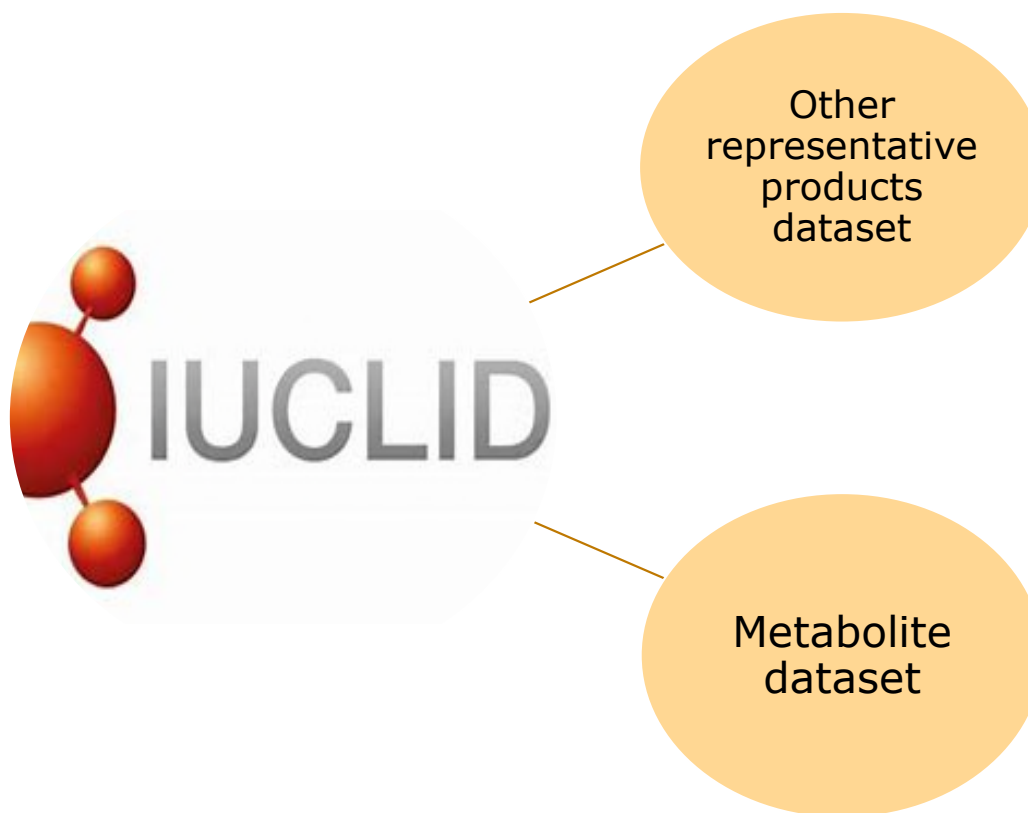 Other
representative
products
dataset
IUCLID
Metabolite
dataset